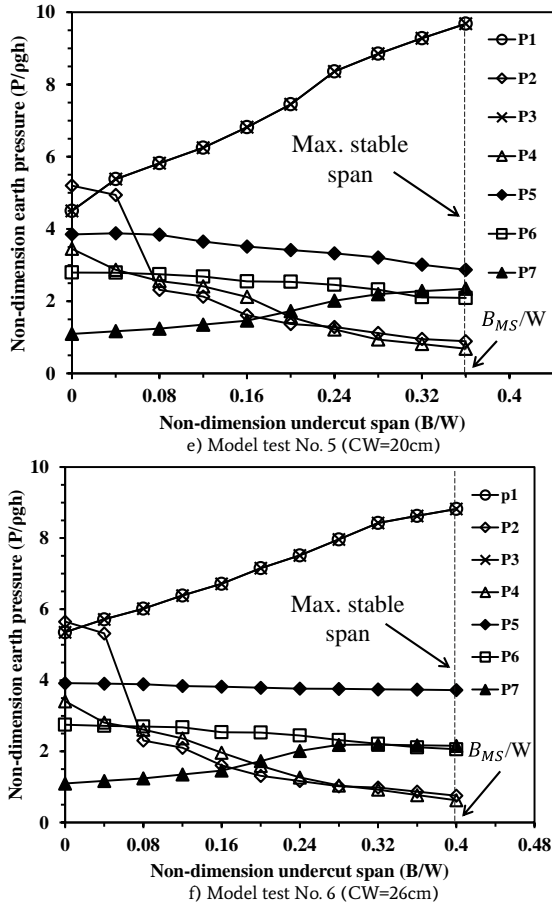 10
8
6
4
2
0
Non-dimension earth pressure (P/ρgh)
P1
P2
P3
P4
P5
P6
P7
Max. stable
span
B_MS/W
0 0.08 0.16 0.24 0.32 0.4
Non-dimension undercut span (B/W)
e) Model test No. 5 (CW=20cm)
10
8
6
4
2
0
Non-dimension earth pressure (P/ρgh)
p1
P2
P3
P4
P5
P6
P7
Max. stable
span
B_MS/W
0 0.08 0.16 0.24 0.32 0.4 0.48
Non-dimension undercut span (B/W)
f) Model test No. 6 (CW=26cm)